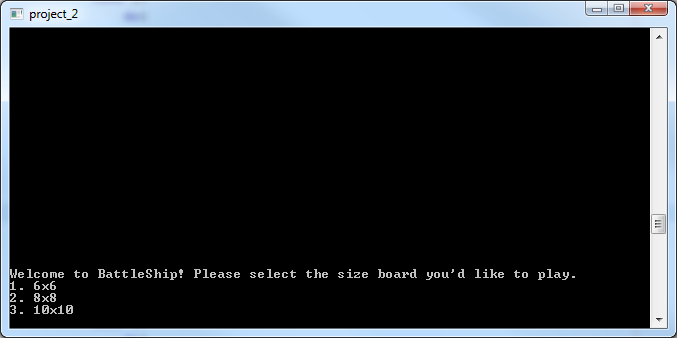 project_2
Welcome to BattleShip! Please select the size board you'd like to play.
1. 6x6
2. 8x8
3. 10x10